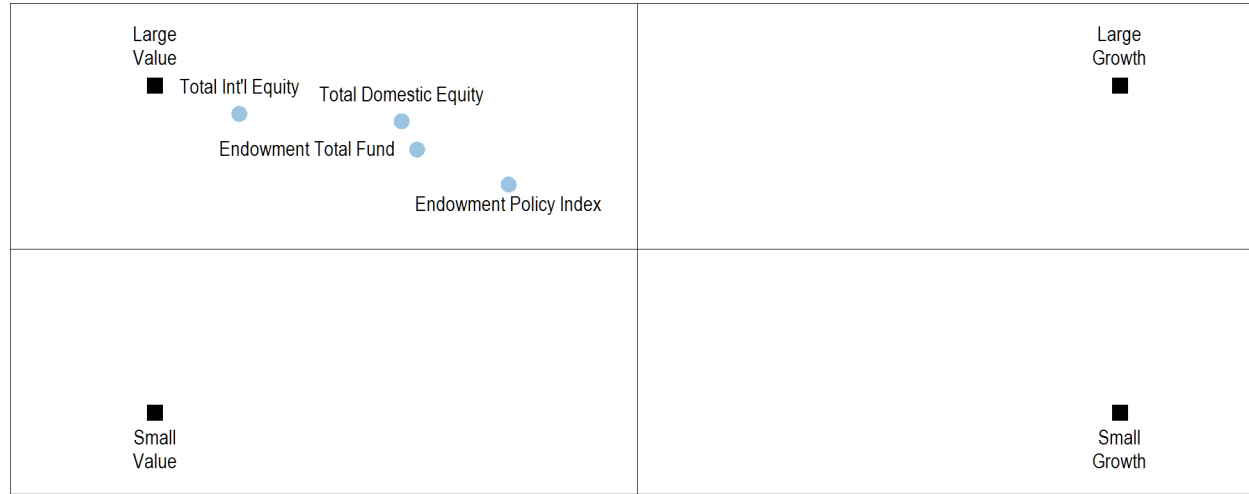 Large
Value
Large
Growth
Total Int'l Equity
Total Domestic Equity
Endowment Total Fund
Endowment Policy Index
Small
Value
Small
Growth